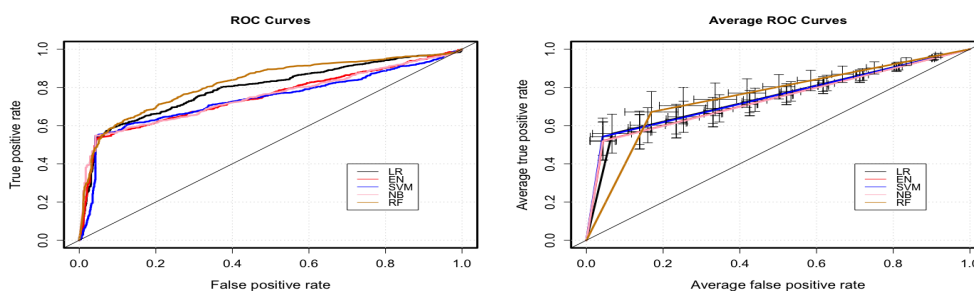 ROC Curves
True positive rate
1.0
0.8
0.6
0.4
0.2
0.0
LR
EN
SVM
NB
RF
0.0 0.2 0.4 0.6 0.8 1.0
False positive rate
Average ROC Curves
Average true positive rate
1.0
0.8
0.6
0.4
0.2
0.0
LR
EN
SVM
NB
RF
0.0 0.2 0.4 0.6 0.8 1.0
Average false positive rate